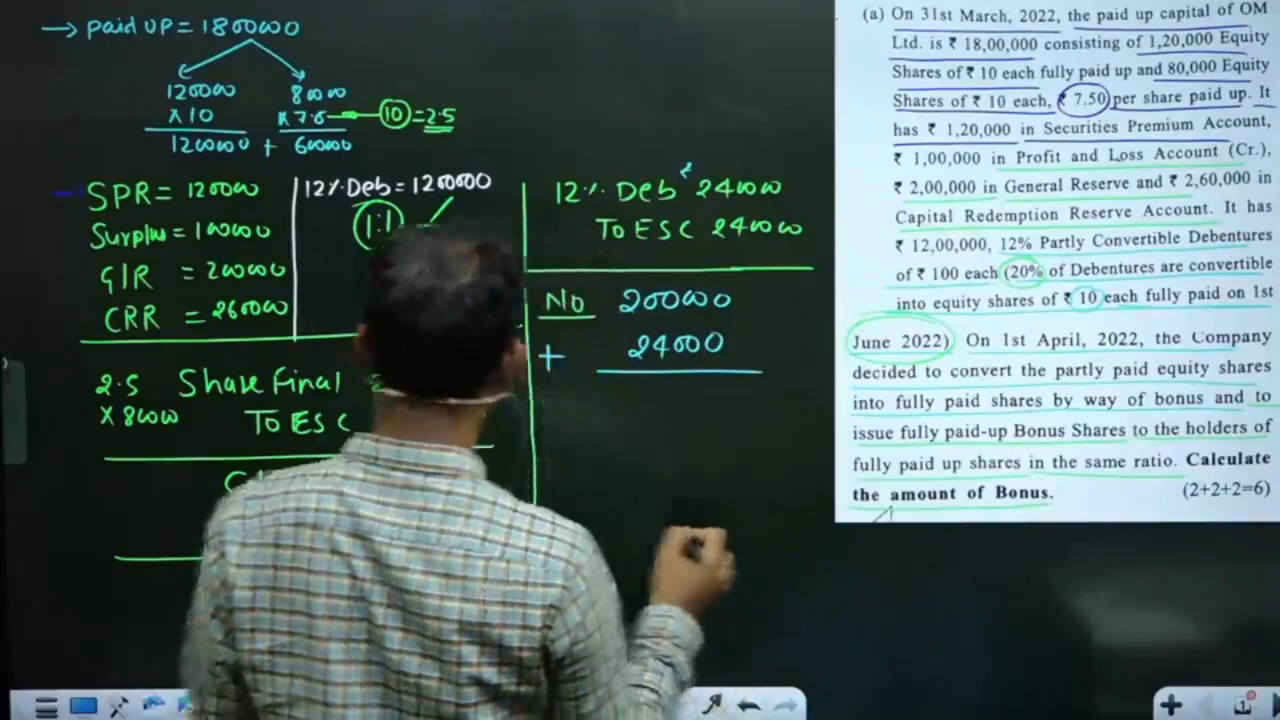 → Paid UP = 1800000
120000
X 10
1200000 +
80000
X 7.5
600000
10 = 2.5
SPR = 120000
Surplus = 100000
G/R = 200000
CRR = 260000
12% Deb = 1200000
1:1
2.5 Share Final
X 80000 TO ESC
12% Deb 240000
TO ESC 240000
NO 200000
+ 24000
(a) On 31st March, 2022, the paid up capital of OM
Ltd. is ₹ 18,00,000 consisting of 1,20,000 Equity
Shares of ₹ 10 each fully paid up and 80,000 Equity
Shares of ₹ 10 each, ₹ 7.50 per share paid up. It
has ₹ 1,20,000 in Securities Premium Account,
₹ 1,00,000 in Profit and Loss Account (Cr.),
₹ 2,00,000 in General Reserve and ₹ 2,60,000 in
Capital Redemption Reserve Account. It has
₹ 12,00,000, 12% Partly Convertible Debentures
of ₹ 100 each (20% of Debentures are convertible
into equity shares of ₹ 10 each fully paid on 1st
June 2022) On 1st April, 2022, the Company
decided to convert the partly paid equity shares
into fully paid shares by way of bonus and to
issue fully paid-up Bonus Shares to the holders of
fully paid up shares in the same ratio. Calculate
the amount of Bonus. (2+2+2=6)
1